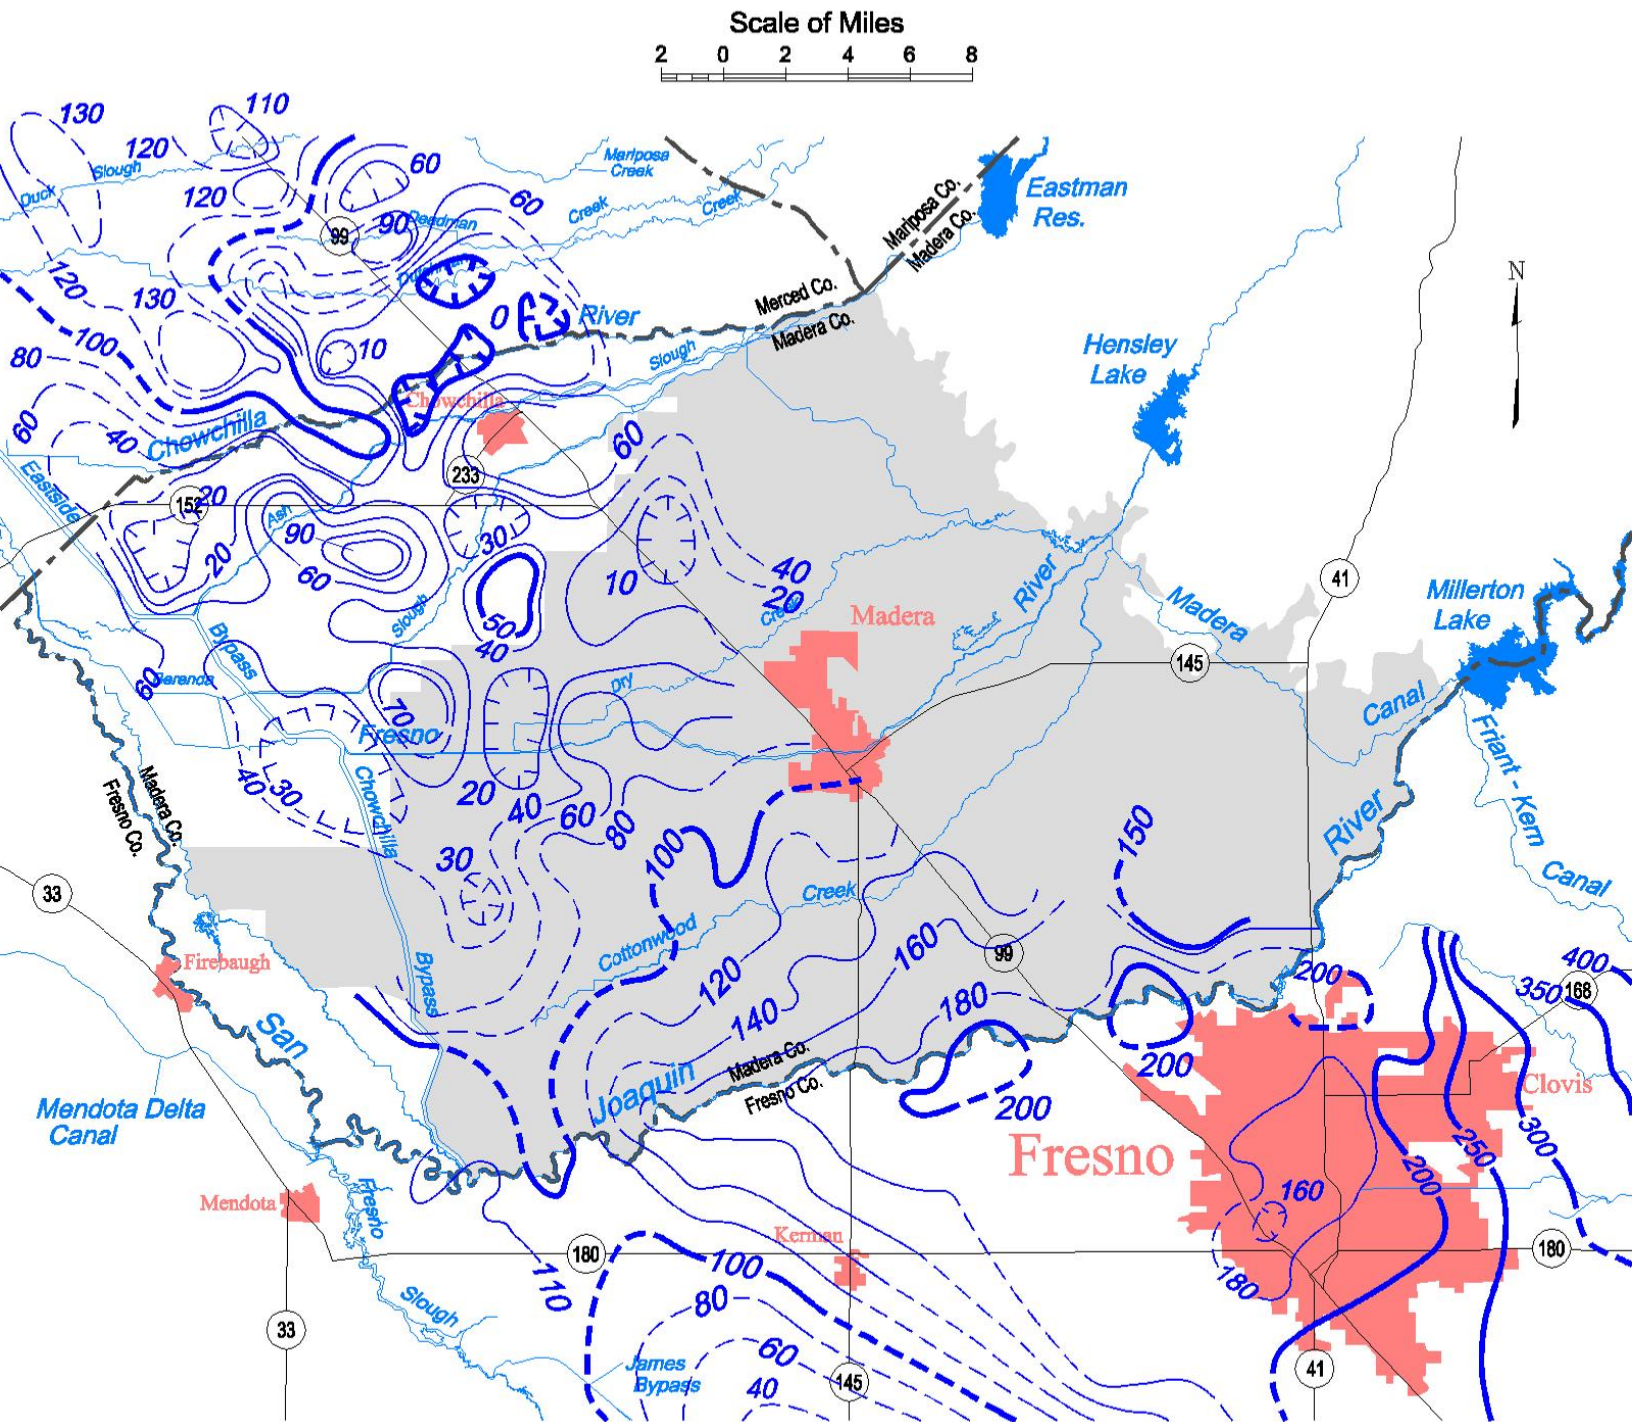 Scale of Miles
2 0 2 4 6 8
130
110
120
Duck
Slough
60
Mariposa
Creek
120
60
Creek
Creek
Mariposa Co.
Madera Co.
Eastman
Res.
99
90
Deadman
N
120
130
0
River
Merced Co.
Madera Co.
100
80
10
Slough
Hensley
Lake
Chowchilla
60
40
Chowchilla
60
Eastside
233
152
20
Ash
90
30
20
60
10
40
20
Creek
River
41
Madera
Millerton
Lake
Slough
50
40
Madera
Bypass
145
60
Berenda
Dry
70
Fresno
Canal
Friant - Kern
Canal
40
30
Madera Co.
Fresno Co.
Chowchilla
20
40
60
80
River
150
30
100
33
Creek
Cottonwood
160
99
Firebaugh
Bypass
120
180
200
400
350
168
San
140
Madera Co.
Fresno Co.
Joaquin
200
200
Clovis
Mendota Delta
Canal
Fresno
300
250
200
Mendota
Fresno
160
Kerman
180
100
110
180
180
80
Slough
33
60
James
Bypass
40
145
41